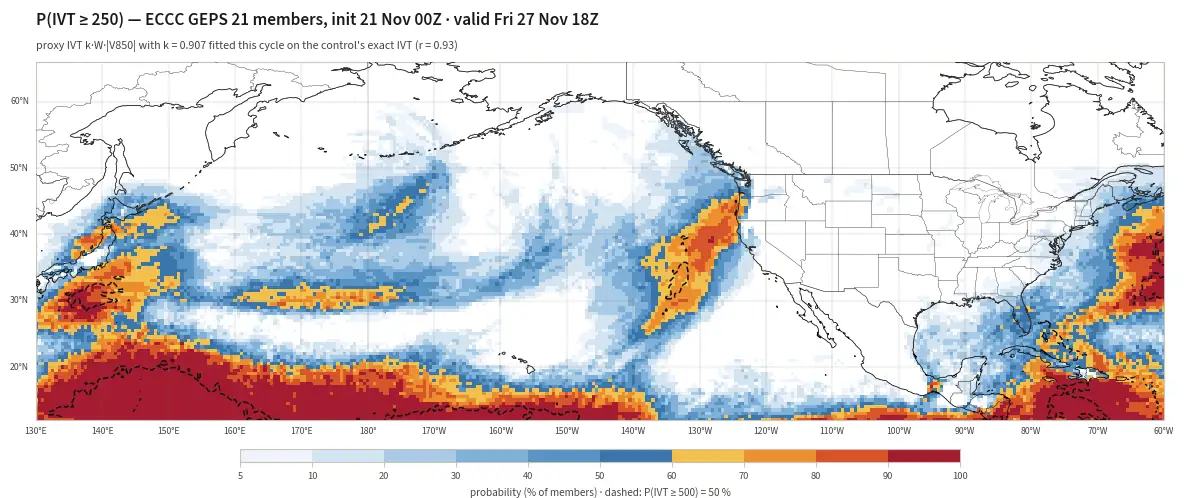 P(IVT ≥ 250) — ECCC GEPS 21 members, init 21 Nov 00Z · valid Fri 27 Nov 18Z
proxy IVT k·W·|V850| with k = 0.907 fitted this cycle on the control's exact IVT (r = 0.93)
60°N
50°N
40°N
30°N
20°N
130°E 140°E 150°E 160°E 170°E 180° 170°W 160°W 150°W 140°W 130°W 120°W 110°W 100°W 90°W 80°W 70°W 60°W
5 10 20 30 40 50 60 70 80 90 100
probability (% of members) · dashed: P(IVT ≥ 500) = 50 %